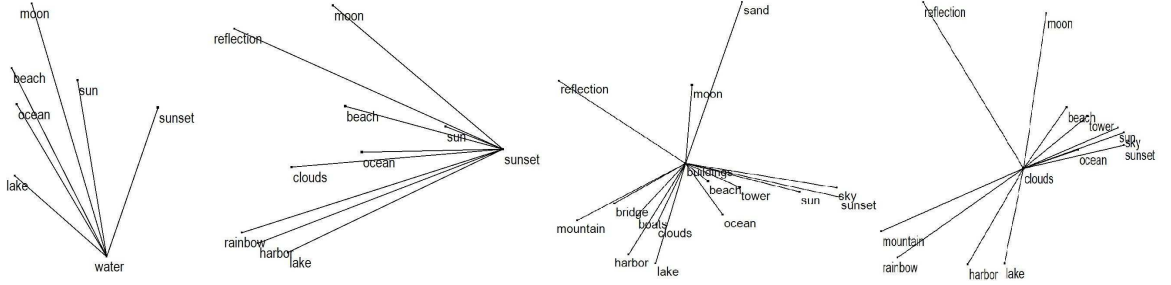 moon
beach
sun
ocean
sunset
lake
water
moon
reflection
beach
sun
ocean
sunset
clouds
rainbow
harbor
lake
sand
reflection
moon
buildings
beach
tower
sun
sky
sunset
bridge
boats
clouds
ocean
mountain
harbor
lake
reflection
moon
beach
tower
sun
sky
sunset
ocean
clouds
mountain
rainbow
harbor
lake